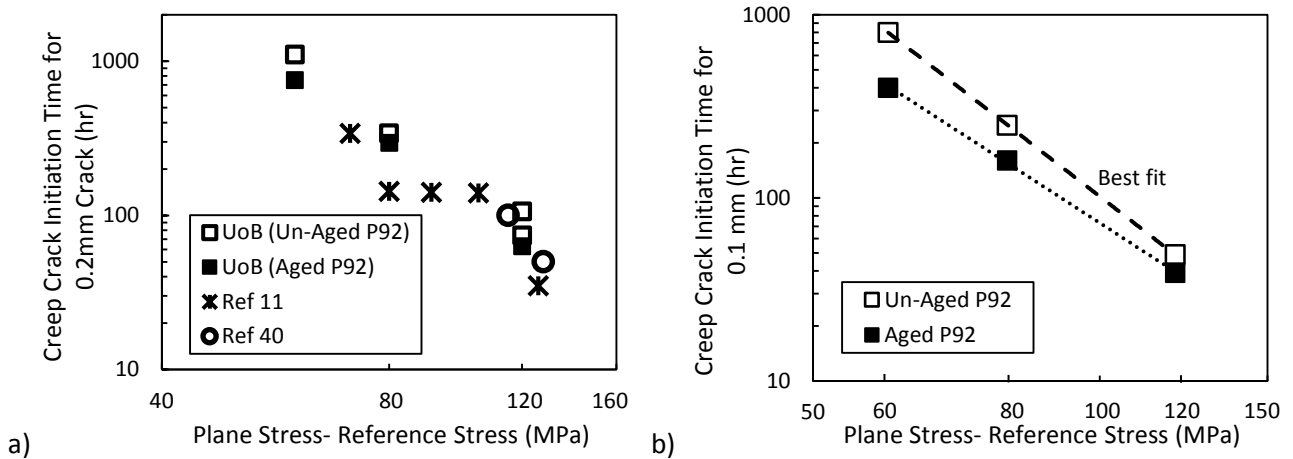 Creep Crack Initiation Time for
0.2mm Crack (hr)
1000
100
10
UoB (Un-Aged P92)
UoB (Aged P92)
Ref 11
Ref 40
40
80
120
160
Plane Stress- Reference Stress (MPa)
a)
Creep Crack Initiation Time for
0.1 mm (hr)
1000
100
10
Best fit
Un-Aged P92
Aged P92
50
60
80
100
120
150
Plane Stress- Reference Stress (MPa)
b)